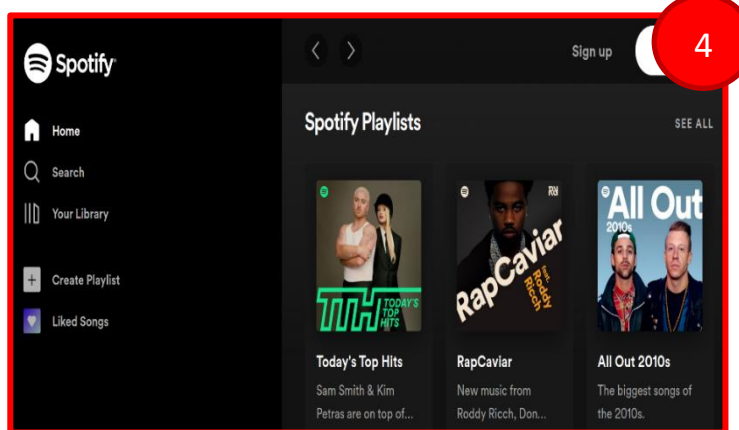 4
Spotify
Sign up
Home
Search
Your Library
Create Playlist
Liked Songs
Spotify Playlists
SEE ALL
TTH TODAY'S
TOP
HITS
RapCaviar
feat.
Roddy
Ricch
All Out
2010s
Today's Top Hits
Sam Smith & Kim
Petras are on top of...
RapCaviar
New music from
Roddy Ricch, Don...
All Out 2010s
The biggest songs of
the 2010s.